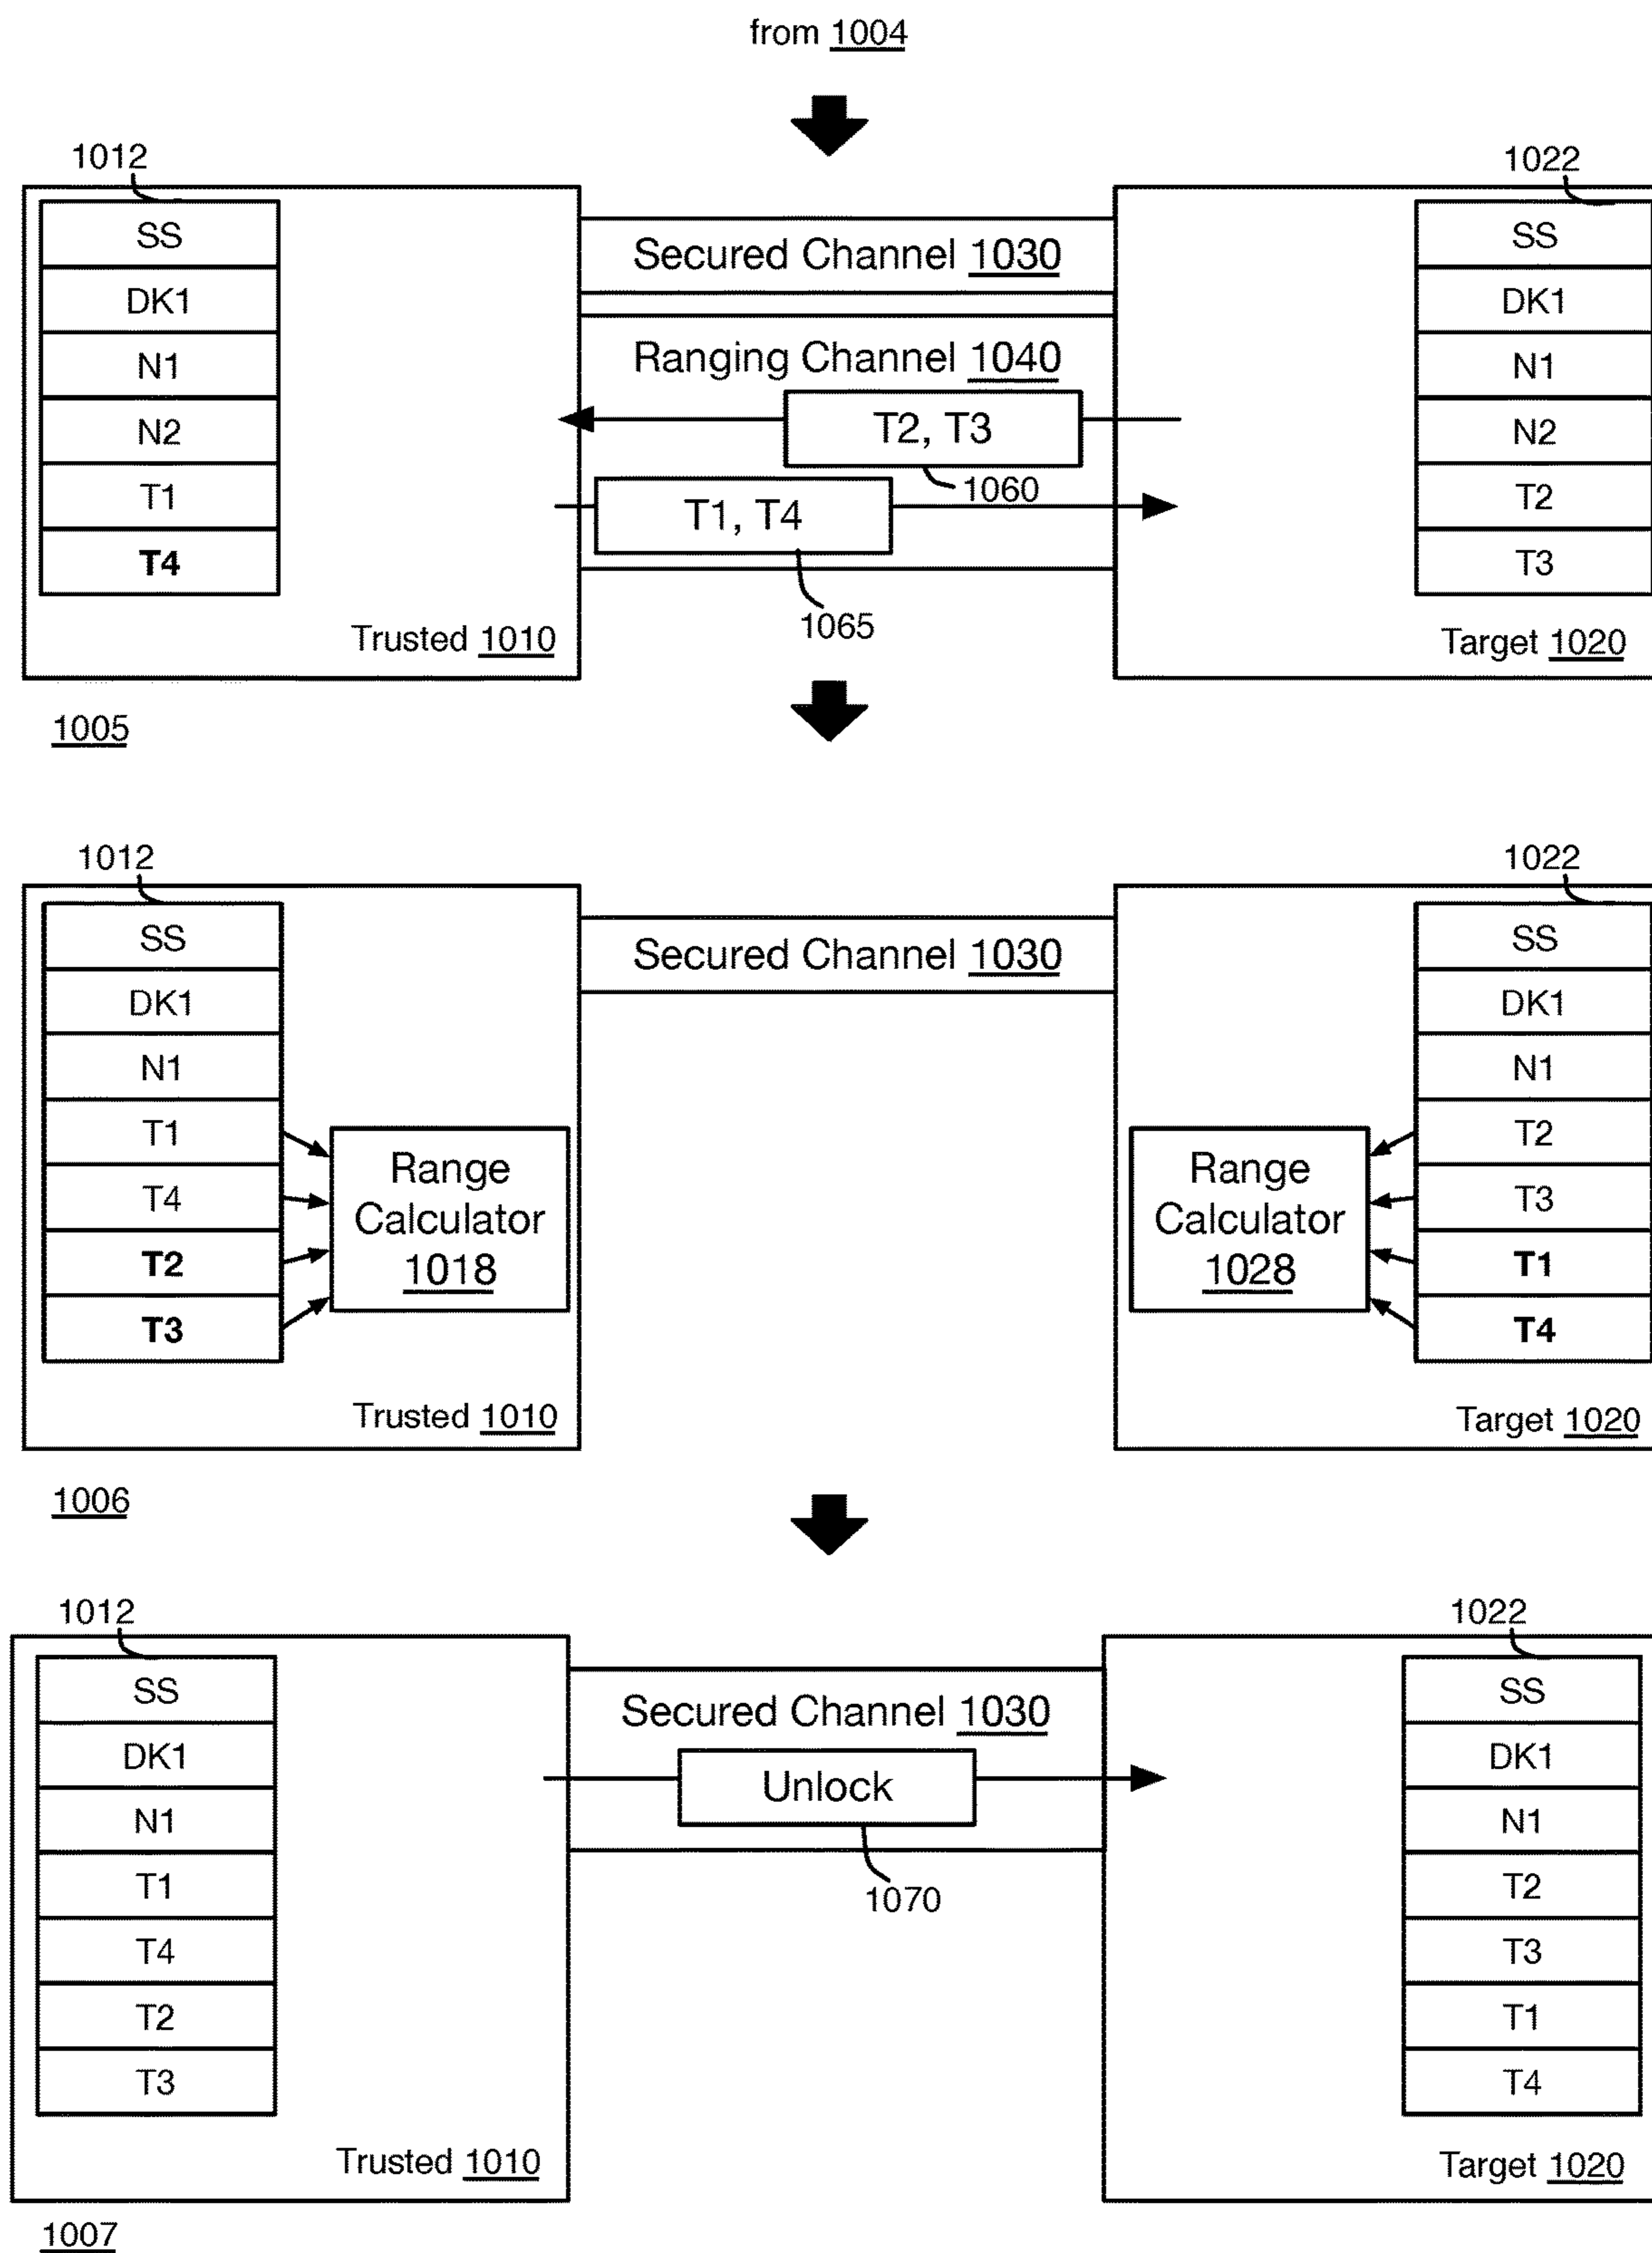 from 1004
1012
1022
SS
DK1
N1
N2
T1
T4
Secured Channel 1030
Ranging Channel 1040
T2, T3
1060
T1, T4
1065
SS
DK1
N1
N2
T2
T3
Trusted 1010
Target 1020
1005
1012
1022
SS
DK1
N1
T1
T4
T2
T3
Range
Calculator
1018
Secured Channel 1030
Range
Calculator
1028
SS
DK1
N1
T2
T3
T1
T4
Trusted 1010
Target 1020
1006
1012
1022
SS
DK1
N1
T1
T4
T2
T3
Secured Channel 1030
Unlock
1070
SS
DK1
N1
T2
T3
T1
T4
Trusted 1010
Target 1020
1007